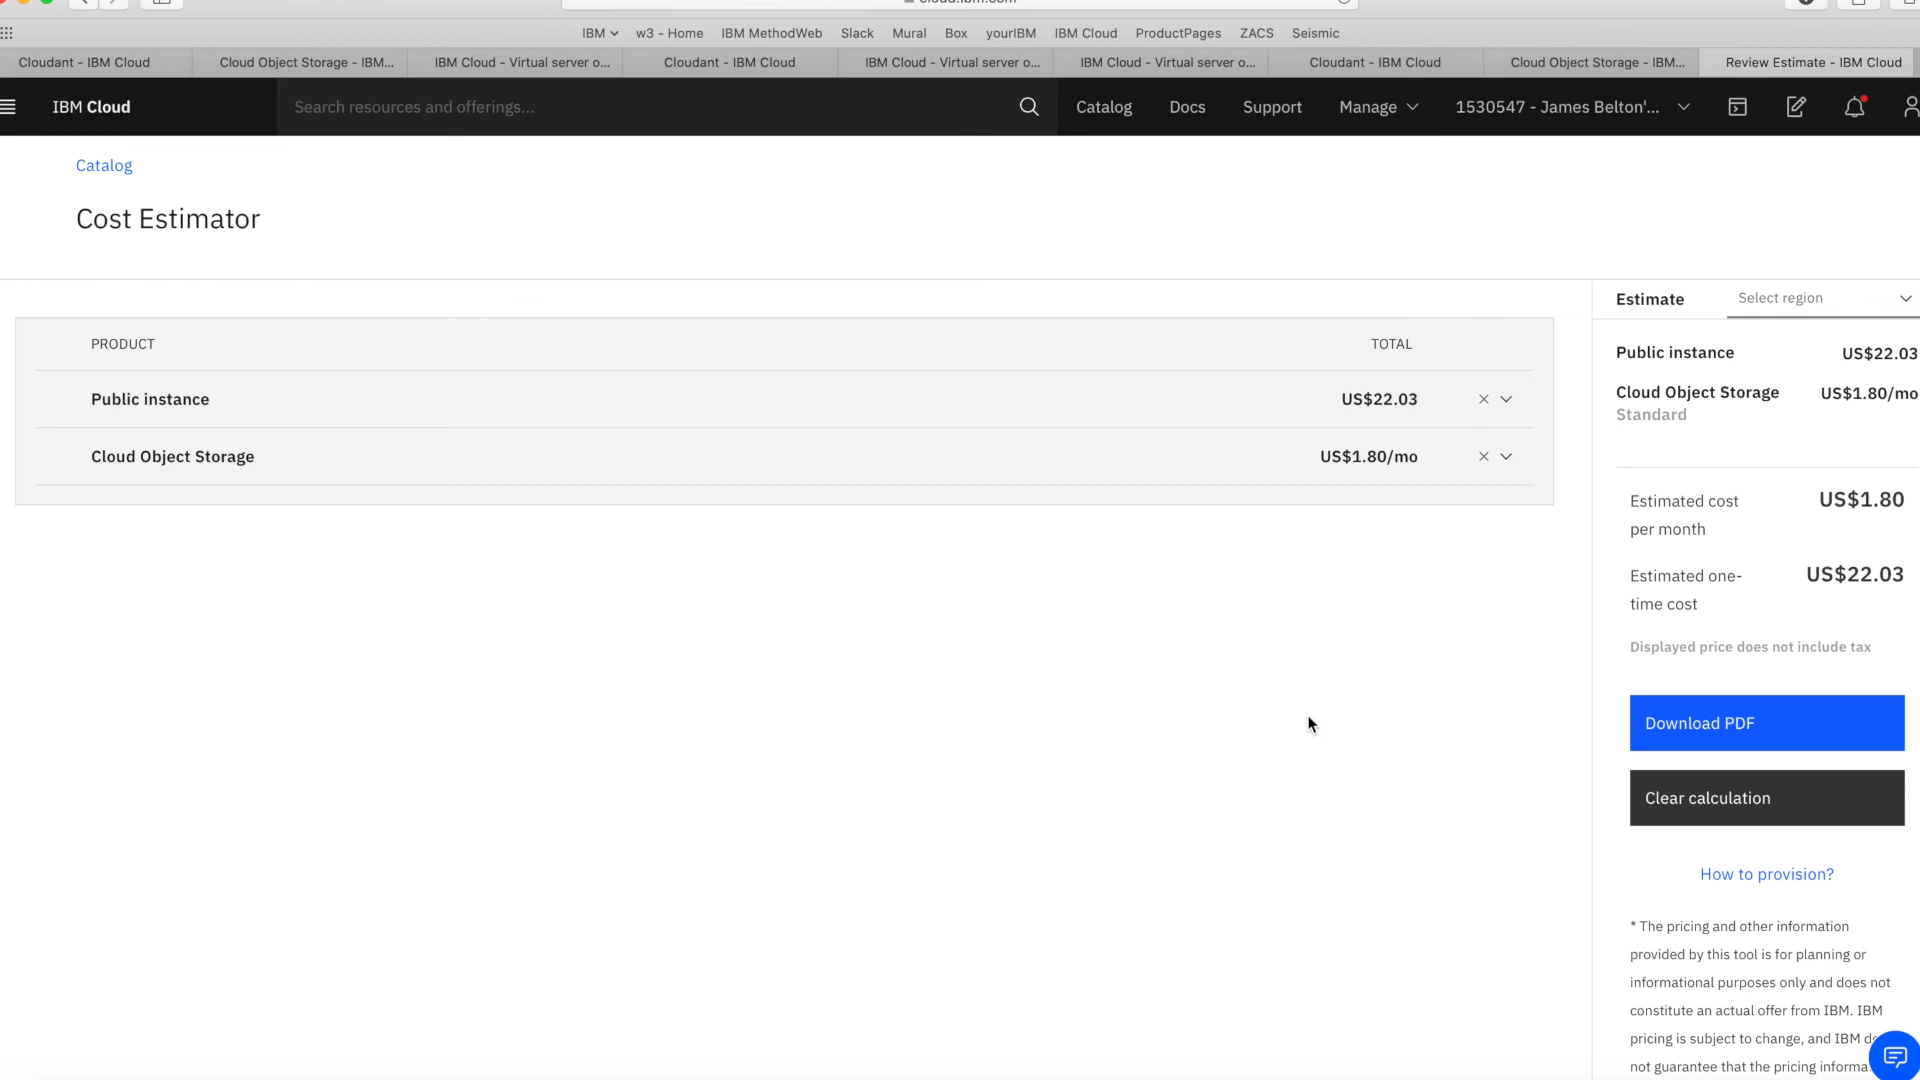 IBM
w3 - Home
IBM MethodWeb
Slack
Mural
Box
yourIBM
IBM Cloud
ProductPages
ZACS
Seismic
Cloudant - IBM Cloud
Cloud Object Storage - IBM...
IBM Cloud - Virtual server o...
Cloudant - IBM Cloud
IBM Cloud - Virtual server o...
IBM Cloud - Virtual server o...
Cloudant - IBM Cloud
Cloud Object Storage - IBM...
Review Estimate - IBM Cloud
IBM Cloud
Search resources and offerings...
Catalog
Docs
Support
Manage
1530547 - James Belton'...
Catalog
Cost Estimator
PRODUCT
TOTAL
Public instance
US$22.03
Cloud Object Storage
US$1.80/mo
Estimate
Select region
Public instance
US$22.03
Cloud Object Storage
US$1.80/mo
Standard
Estimated cost
per month
US$1.80
Estimated one-
time cost
US$22.03
Displayed price does not include tax
Download PDF
Clear calculation
How to provision?
* The pricing and other information
provided by this tool is for planning or
informational purposes only and does not
constitute an actual offer from IBM. IBM
pricing is subject to change, and IBM
not guarantee that the pricing